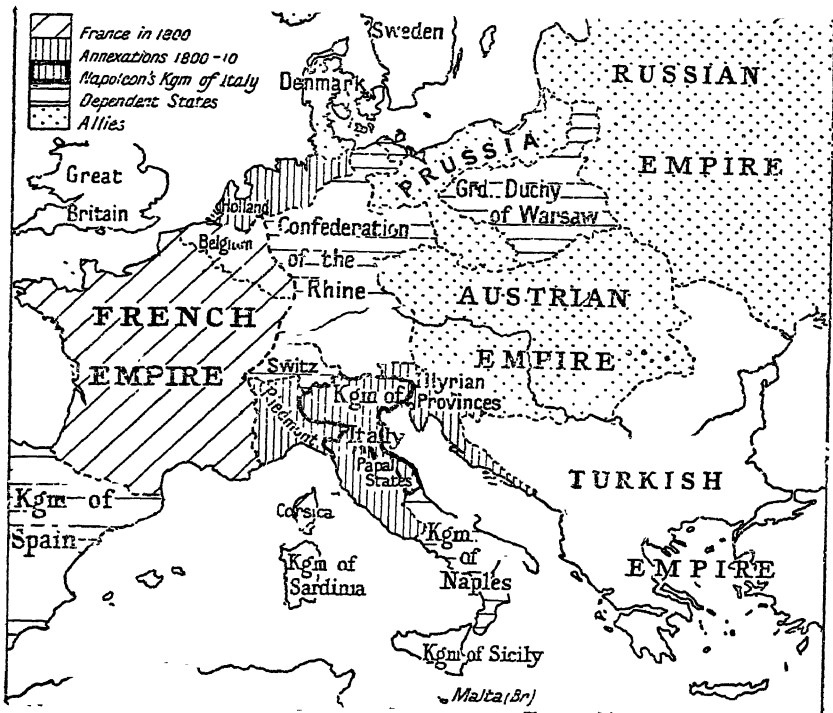 France in 1800
Annexations 1800-10
Napoleon's Kgm of Italy
Dependent States
Allies
Sweden
Denmark
RUSSIAN
EMPIRE
Great
Britain
PRUSSIA
Holland
Grd. Duchy
of Warsaw
Belgium
Confederation
of the
Rhine
FRENCH
EMPIRE
AUSTRIAN
EMPIRE
Switz
Piedmont
Kgm of
Italy
Illyrian
Provinces
Papal
States
Kgm of
Spain
Corsica
Kgm of
Sardinia
Kgm
of
Naples
TURKISH
EMPIRE
Kgm of Sicily
Malta (Br)